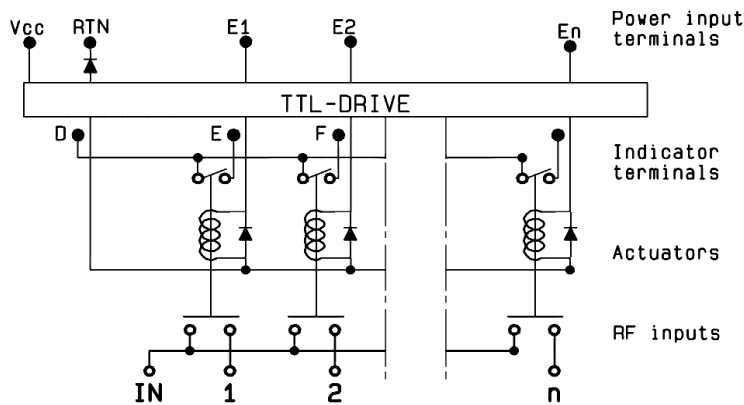 Vcc RTN E1 E2 En Power input
terminals
TTL-DRIVE
D E F Indicator
terminals
Actuators
RF inputs
IN 1 2 n